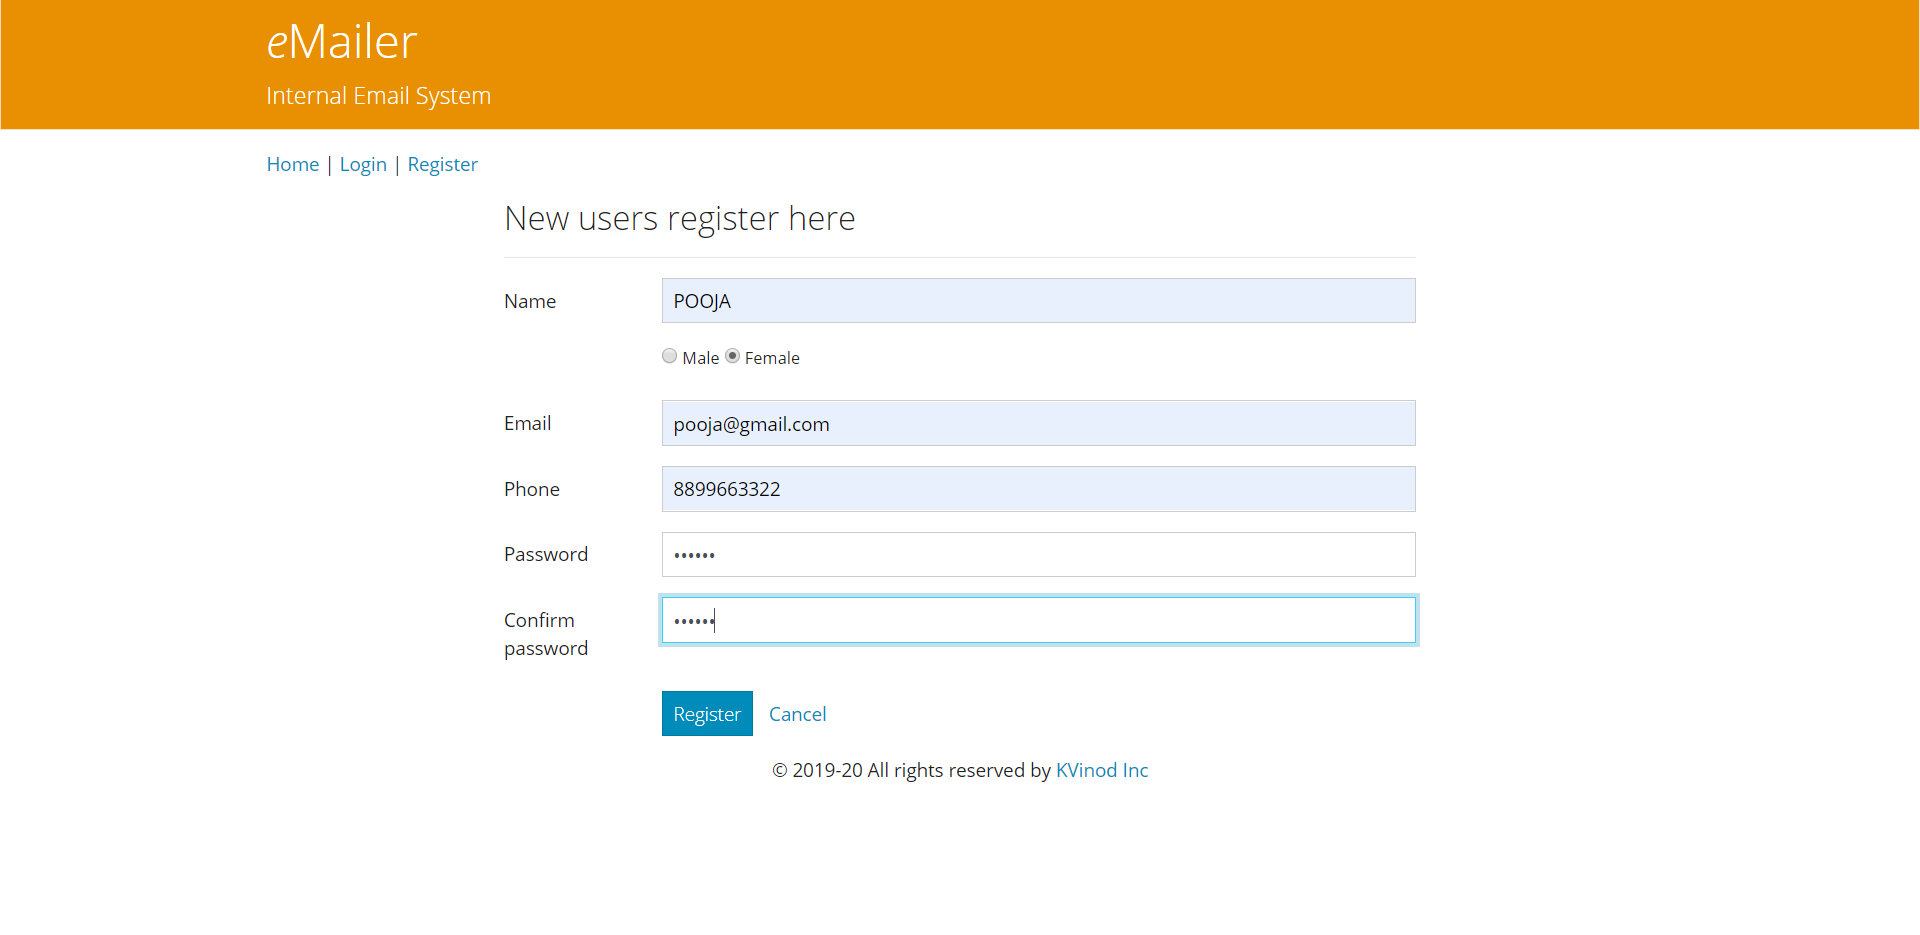 eMailer
Internal Email System
Home | Login | Register
New users register here
Name POOJA
Male Female
Email pooja@gmail.com
Phone 8899663322
Password ••••••
Confirm password ••••••
Register Cancel
© 2019-20 All rights reserved by KVinod Inc